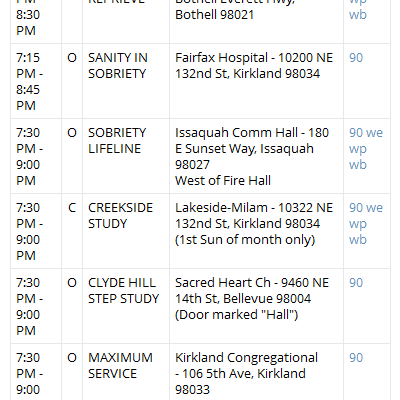 REPRIEVE
Bothell Everett Hwy,
wp
8:30
Bothell 98021
wb
PM
7:15
O
SANITY IN
Fairfax Hospital - 10200 NE
90
PM -
SOBRIETY
132nd St, Kirkland 98034
8:45
PM
7:30
O
SOBRIETY
Issaquah Comm Hall - 180
90 we
PM -
LIFELINE
E Sunset Way, Issaquah
wp
9:00
98027
wb
PM
West of Fire Hall
7:30
C
CREEKSIDE
Lakeside-Milam - 10322 NE
90 we
PM -
STUDY
132nd St, Kirkland 98034
wp
9:00
(1st Sun of month only)
wb
PM
7:30
O
CLYDE HILL
Sacred Heart Ch - 9460 NE
90
PM -
STEP STUDY
14th St, Bellevue 98004
9:00
(Door marked "Hall")
PM
7:30
O
MAXIMUM
Kirkland Congregational
90
PM -
SERVICE
- 106 5th Ave, Kirkland
9:00
98033